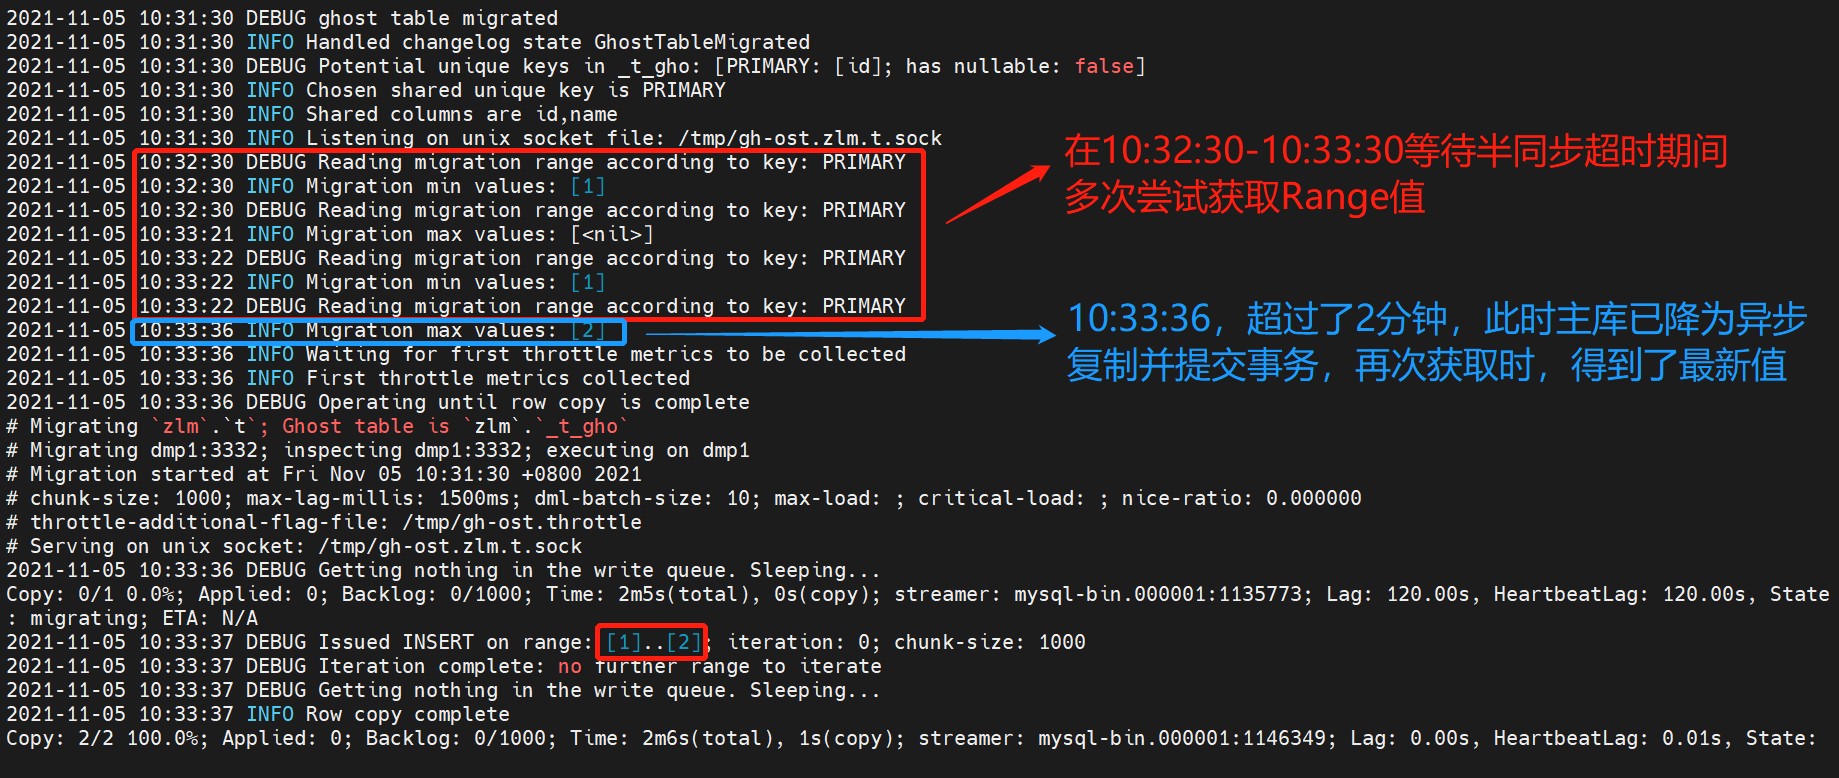 2021-11-05 10:31:30 DEBUG ghost table migrated
2021-11-05 10:31:30 INFO Handled changelog state GhostTableMigrated
2021-11-05 10:31:30 DEBUG Potential unique keys in _t_gho: [PRIMARY: [id]; has nullable: false]
2021-11-05 10:31:30 INFO Chosen shared unique key is PRIMARY
2021-11-05 10:31:30 INFO Shared columns are id,name
2021-11-05 10:31:30 INFO Listening on unix socket file: /tmp/gh-ost.zlm.t.sock
2021-11-05 10:32:30 DEBUG Reading migration range according to key: PRIMARY
2021-11-05 10:32:30 INFO Migration min values: [1]
2021-11-05 10:32:30 DEBUG Reading migration range according to key: PRIMARY
2021-11-05 10:33:21 INFO Migration max values: [<nil>]
2021-11-05 10:33:22 DEBUG Reading migration range according to key: PRIMARY
2021-11-05 10:33:22 INFO Migration min values: [1]
2021-11-05 10:33:22 DEBUG Reading migration range according to key: PRIMARY
在10:32:30-10:33:30等待半同步超时期间
多次尝试获取Range值
2021-11-05 10:33:36 INFO Migration max values: [2]
10:33:36，超过了2分钟，此时主库已降为异步
复制并提交事务，再次获取时，得到了最新值
2021-11-05 10:33:36 INFO Waiting for first throttle metrics to be collected
2021-11-05 10:33:36 INFO First throttle metrics collected
2021-11-05 10:33:36 DEBUG Operating until row copy is complete
# Migrating `zlm`.`t`; Ghost table is `zlm`.`_t_gho`
# Migrating dmp1:3332; inspecting dmp1:3332; executing on dmp1
# Migration started at Fri Nov 05 10:31:30 +0800 2021
# chunk-size: 1000; max-lag-millis: 1500ms; dml-batch-size: 10; max-load: ; critical-load: ; nice-ratio: 0.000000
# throttle-additional-flag-file: /tmp/gh-ost.throttle
# Serving on unix socket: /tmp/gh-ost.zlm.t.sock
2021-11-05 10:33:36 DEBUG Getting nothing in the write queue. Sleeping...
Copy: 0/1 0.0%; Applied: 0; Backlog: 0/1000; Time: 2m5s(total), 0s(copy); streamer: mysql-bin.000001:1135773; Lag: 120.00s, HeartbeatLag: 120.00s, State
: migrating; ETA: N/A
2021-11-05 10:33:37 DEBUG Issued INSERT on range: [1]..[2]; iteration: 0; chunk-size: 1000
2021-11-05 10:33:37 DEBUG Iteration complete: no further range to iterate
2021-11-05 10:33:37 DEBUG Getting nothing in the write queue. Sleeping...
2021-11-05 10:33:37 INFO Row copy complete
Copy: 2/2 100.0%; Applied: 0; Backlog: 0/1000; Time: 2m6s(total), 1s(copy); streamer: mysql-bin.000001:1146349; Lag: 0.00s, HeartbeatLag: 0.01s, State: